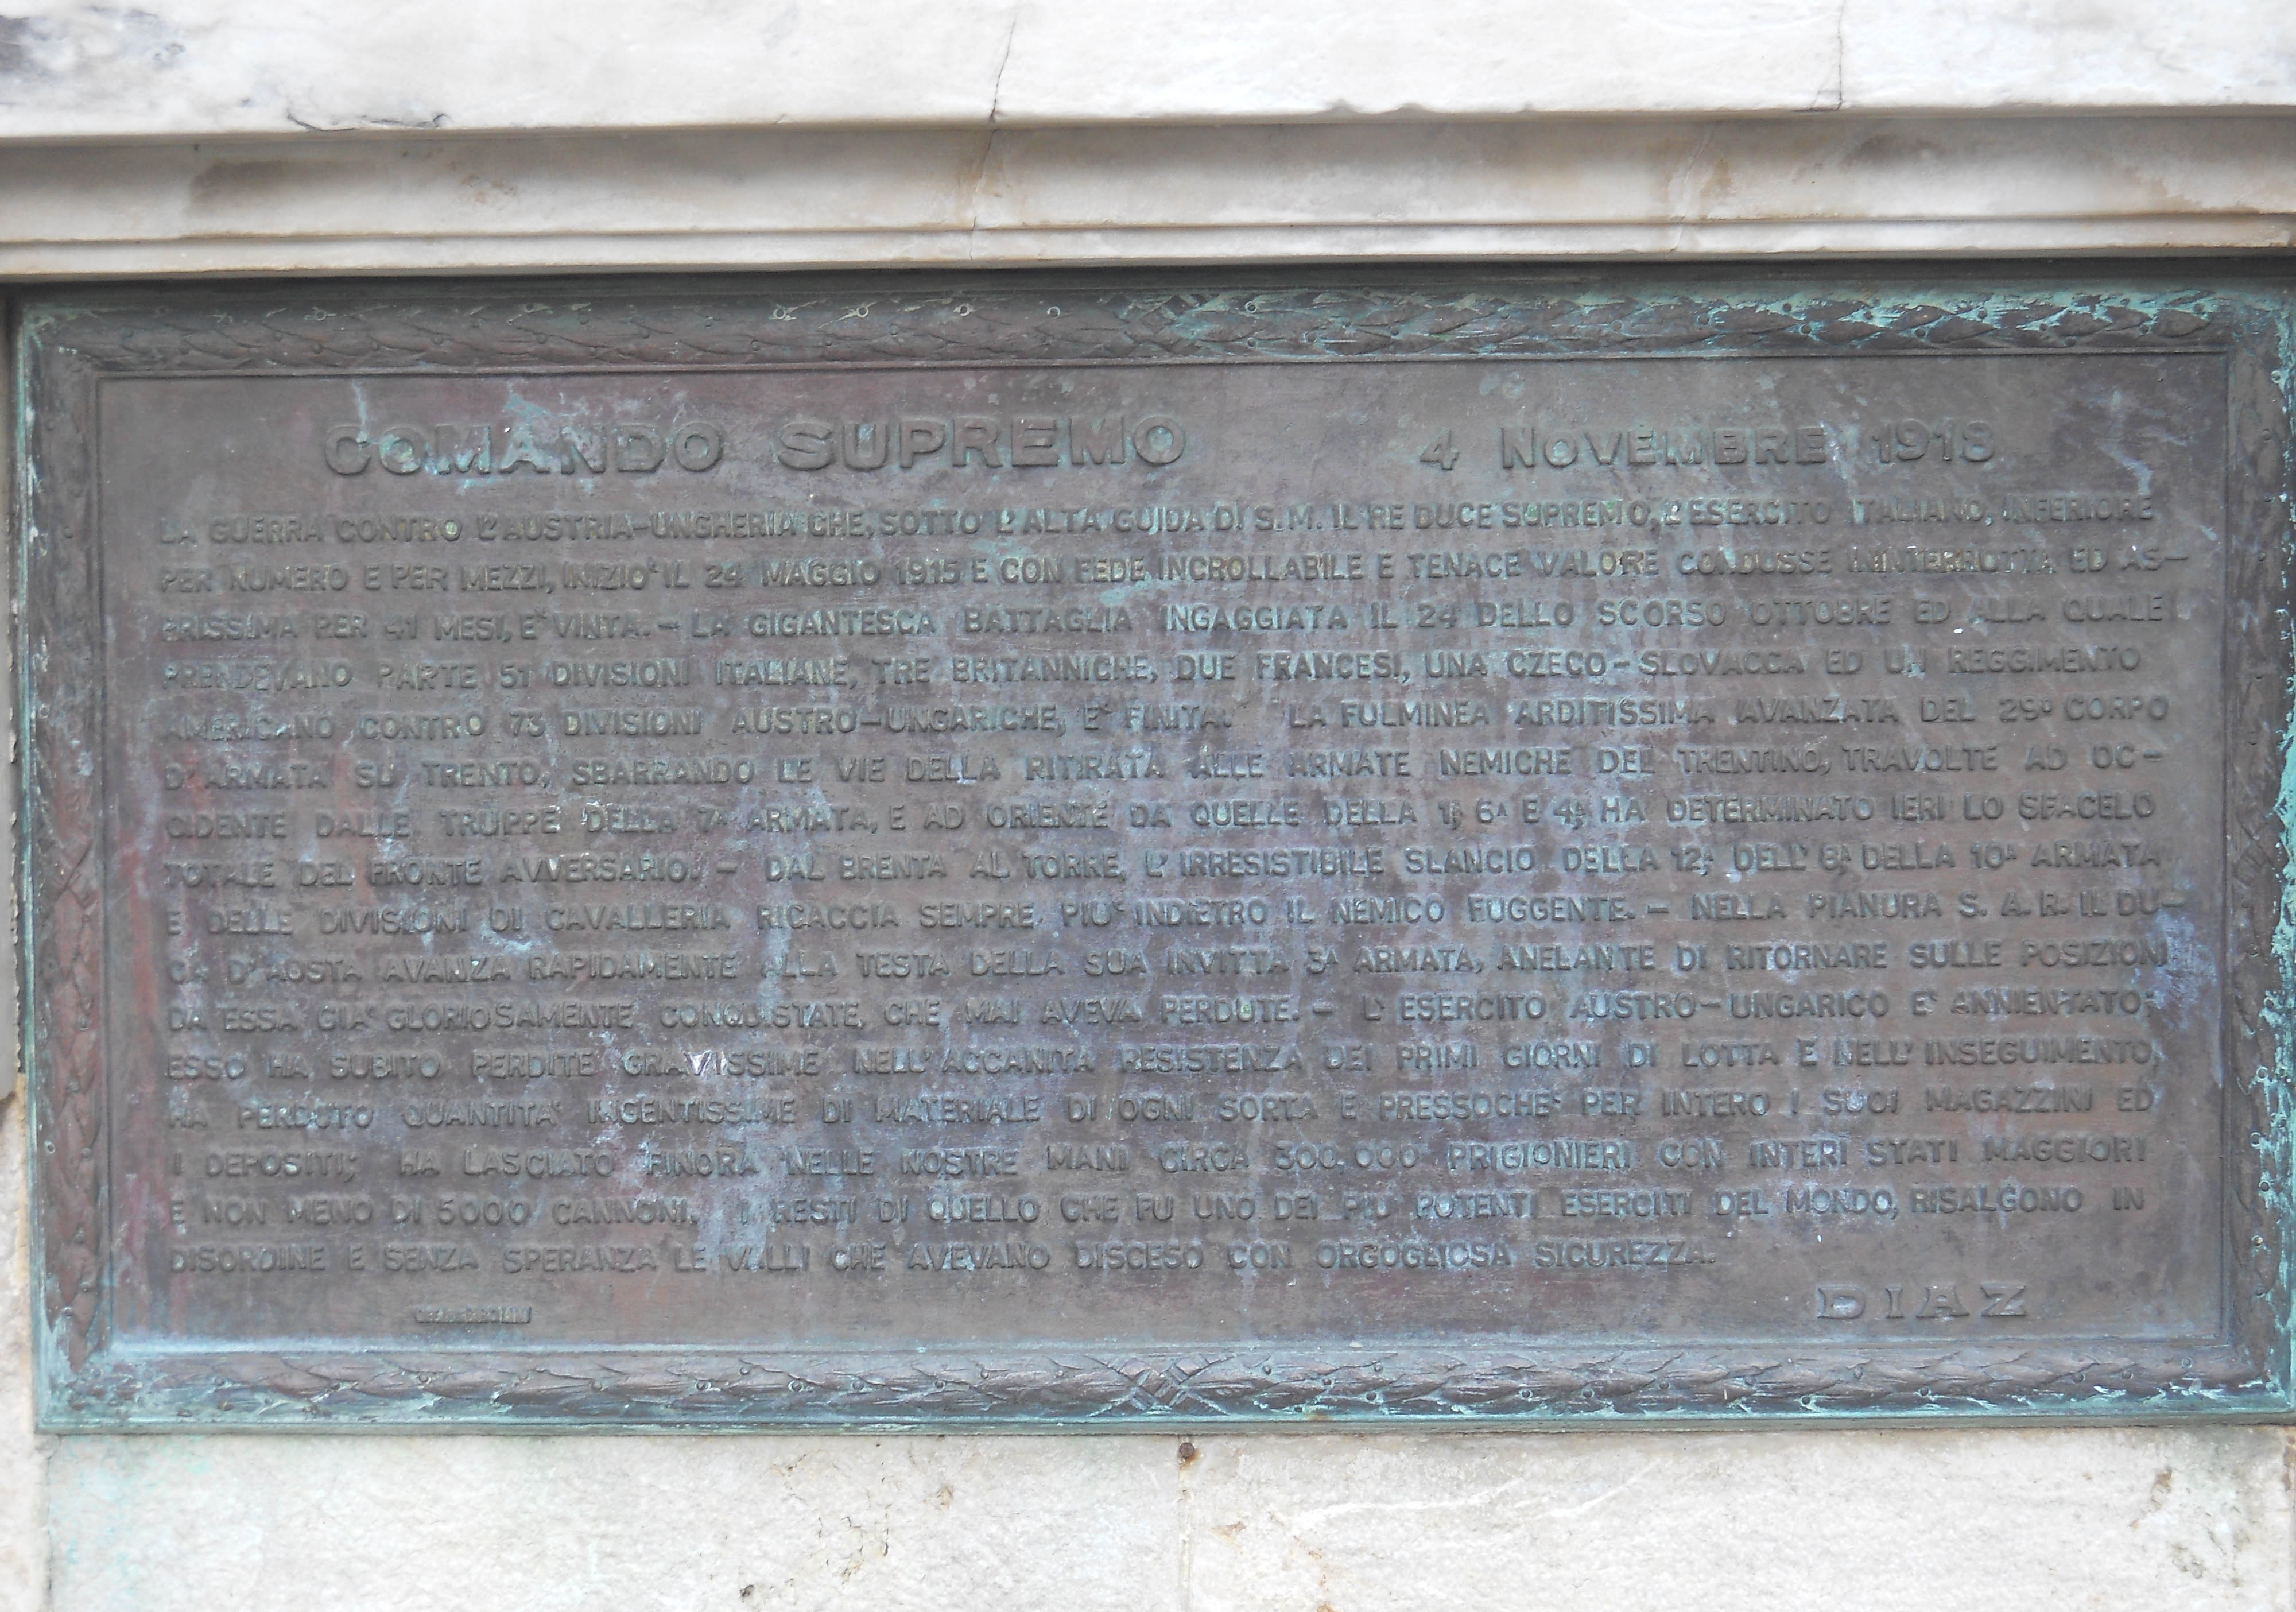 COMANDO SUPREMO 4 NOVEMBRE 1918
LA GUERRA CONTRO L'AUSTRIA-UNGHERIA CHE, SOTTO L'ALTA GUIDA DI S.M. IL RE DUCE SUPREMO, L'ESERCITO ITALIANO, INFERIORE
PER NUMERO E PER MEZZI, INIZIO' IL 24 MAGGIO 1915 E CON FEDE INCROLLABILE E TENACE VALORE CONDUSSE ININTERROTTA ED AS-
PRISSIMA PER 41 MESI, E' VINTA. - LA GIGANTESCA BATTAGLIA INGAGGIATA IL 24 DELLO SCORSO OTTOBRE ED ALLA QUALE
PRENDEVANO PARTE 51 DIVISIONI ITALIANE, TRE BRITANNICHE, DUE FRANCESI, UNA CZECO-SLOVACCA ED UN REGGIMENTO
AMERICANO CONTRO 73 DIVISIONI AUSTRO-UNGARICHE, E' FINITA. LA FULMINEA ARDITISSIMA AVANZATA DEL 29º CORPO
D'ARMATA SU TRENTO, SBARRANDO LE VIE DELLA RITIRATA ALLE ARMATE NEMICHE DEL TRENTINO, TRAVOLTE AD OC-
CIDENTE DALLE TRUPPE DELLA 7ª ARMATA, E AD ORIENTE DA QUELLE DELLA 1ª, 6ª E 4ª, HA DETERMINATO IERI LO SFACELO
TOTALE DEL FRONTE AVVERSARIO. - DAL BRENTA AL TORRE, L'IRRESISTIBILE SLANCIO DELLA 12ª, DELL'8ª, DELLA 10ª ARMATA
E DELLE DIVISIONI DI CAVALLERIA RICACCIA SEMPRE PIU' INDIETRO IL NEMICO FUGGENTE. - NELLA PIANURA S. A. R. IL DU-
CA D'AOSTA AVANZA RAPIDAMENTE ALLA TESTA DELLA SUA INVITTA 3ª ARMATA, ANELANTE DI RITORNARE SULLE POSIZIONI
DA ESSA GIA' GLORIOSAMENTE CONQUISTATE, CHE MAI AVEVA PERDUTE. - L'ESERCITO AUSTRO-UNGARICO E' ANNIENTATO;
ESSO HA SUBITO PERDITE GRAVISSIME NELL'ACCANITA RESISTENZA DEI PRIMI GIORNI DI LOTTA E NELL'INSEGUIMENTO,
HA PERDUTO QUANTITA' INGENTISSIME DI MATERIALE DI OGNI SORTA E PRESSOCHE' PER INTERO I SUOI MAGAZZINI ED
I DEPOSITI; HA LASCIATO FINORA NELLE NOSTRE MANI CIRCA 300.000 PRIGIONIERI CON INTERI STATI MAGGIORI
E NON MENO DI 5000 CANNONI. I RESTI DI QUELLO CHE FU UNO DEI PIU POTENTI ESERCITI DEL MONDO, RISALGONO IN
DISORDINE E SENZA SPERANZA LE VALLI CHE AVEVANO DISCESO CON ORGOGLIOSA SICUREZZA.
DIAZ